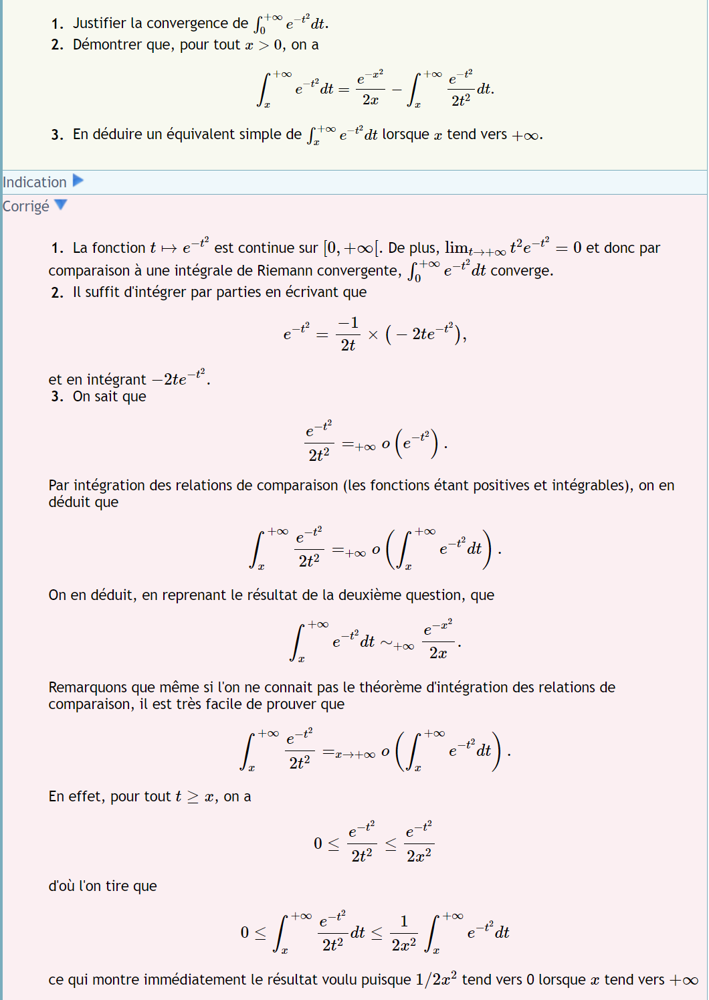 1. Justifier la convergence de $\int_0^{+\infty} e^{-t^2}dt$.
2. Démontrer que, pour tout $x > 0$, on a
$\int_x^{+\infty} e^{-t^2}dt = \frac{e^{-x^2}}{2x} - \int_x^{+\infty} \frac{e^{-t^2}}{2t^2}dt.$
3. En déduire un équivalent simple de $\int_x^{+\infty} e^{-t^2}dt$ lorsque $x$ tend vers $+\infty$.
Indication
Corrigé
1. La fonction $t \mapsto e^{-t^2}$ est continue sur $[0, +\infty[$. De plus, $\lim_{t\to+\infty} t^2e^{-t^2} = 0$ et donc par
comparaison à une intégrale de Riemann convergente, $\int_0^{+\infty} e^{-t^2}dt$ converge.
2. Il suffit d'intégrer par parties en écrivant que
$e^{-t^2} = \frac{-1}{2t} \times \left(-2te^{-t^2}\right),$
et en intégrant $-2te^{-t^2}$.
3. On sait que
$\frac{e^{-t^2}}{2t^2} =_{+\infty} o\left(e^{-t^2}\right).$
Par intégration des relations de comparaison (les fonctions étant positives et intégrables), on en
déduit que
$\int_x^{+\infty} \frac{e^{-t^2}}{2t^2} =_{+\infty} o\left(\int_x^{+\infty} e^{-t^2}dt\right).$
On en déduit, en reprenant le résultat de la deuxième question, que
$\int_x^{+\infty} e^{-t^2}dt \sim_{+\infty} \frac{e^{-x^2}}{2x}.$
Remarquons que même si l'on ne connait pas le théorème d'intégration des relations de
comparaison, il est très facile de prouver que
$\int_x^{+\infty} \frac{e^{-t^2}}{2t^2} =_{x\to+\infty} o\left(\int_x^{+\infty} e^{-t^2}dt\right).$
En effet, pour tout $t \geq x$, on a
$0 \leq \frac{e^{-t^2}}{2t^2} \leq \frac{e^{-t^2}}{2x^2}$
d'où l'on tire que
$0 \leq \int_x^{+\infty} \frac{e^{-t^2}}{2t^2}dt \leq \frac{1}{2x^2} \int_x^{+\infty} e^{-t^2}dt$
ce qui montre immédiatement le résultat voulu puisque $1/2x^2$ tend vers 0 lorsque $x$ tend vers $+\infty$